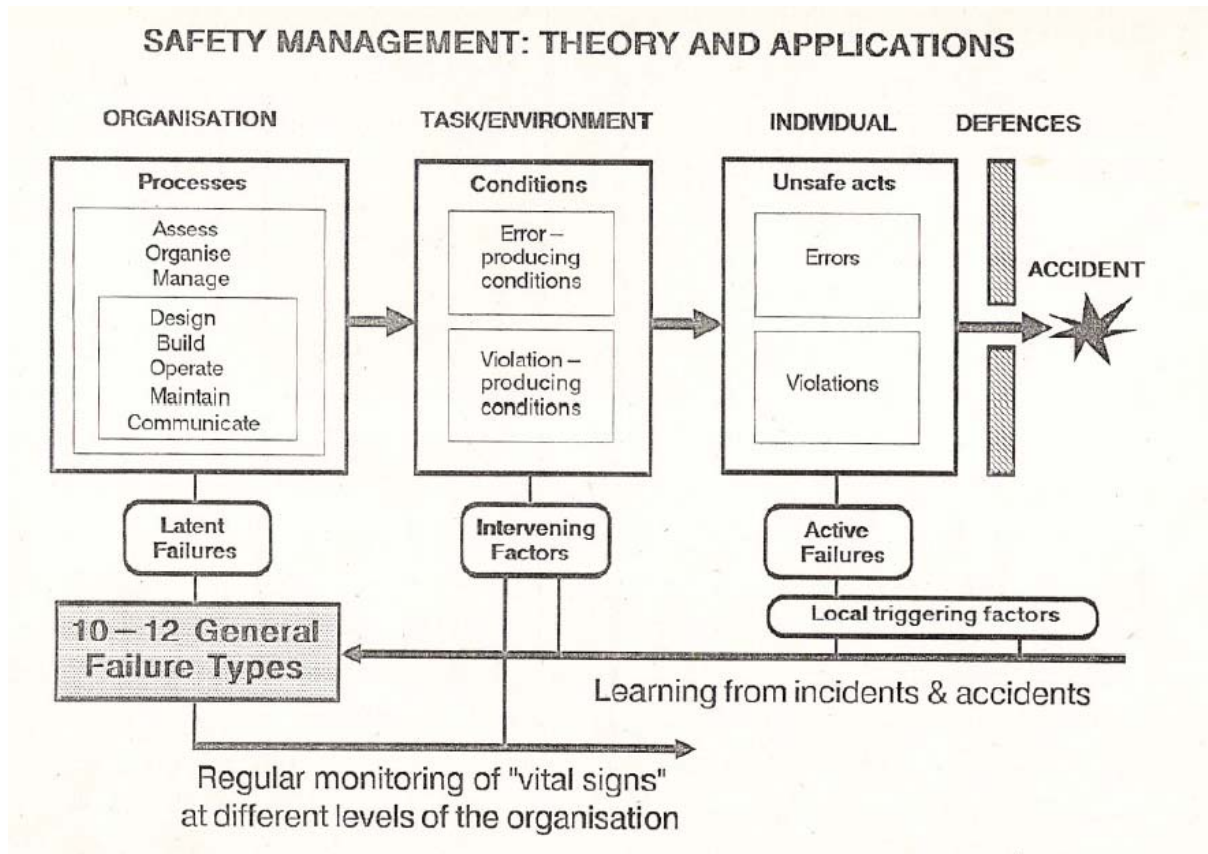 SAFETY MANAGEMENT: THEORY AND APPLICATIONS
ORGANISATION
TASK/ENVIRONMENT
INDIVIDUAL
DEFENCES
Processes
Assess
Organise
Manage
Design
Build
Operate
Maintain
Communicate
Conditions
Error –
producing
conditions
Violation –
producing
conditions
Unsafe acts
Errors
Violations
ACCIDENT
Latent
Failures
Intervening
Factors
Active
Failures
Local triggering factors
10 – 12 General
Failure Types
Learning from incidents & accidents
Regular monitoring of "vital signs"
at different levels of the organisation